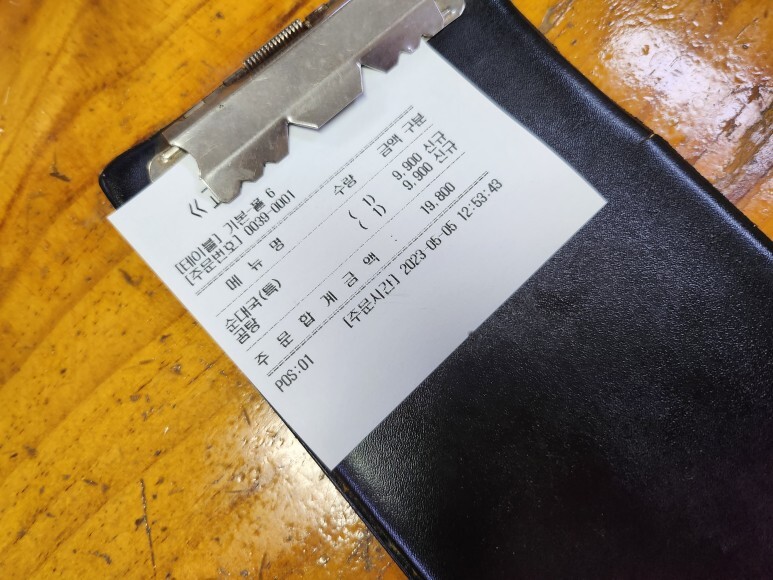 《 고
[테이블] 기본-홀 6
[주문번호] 0039-0001
메 뉴 명 수량 금액 구분
순대국(특) ( 1) 9,900 신규
곰탕 ( 1) 9,900 신규
주 문 합 계 금 액 : 19,800
[주문시간] 2023-05-05 12:53:43
POS:01